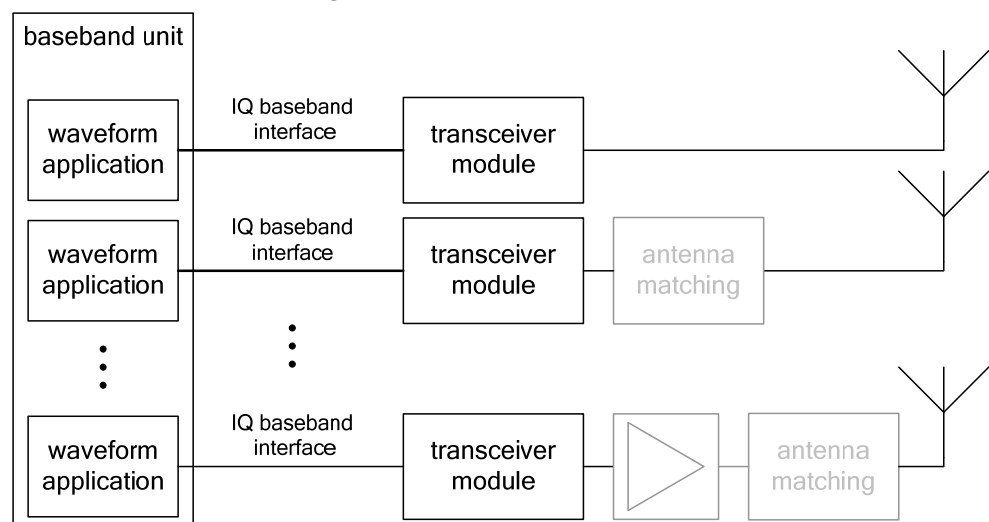 baseband unit
waveform
application
IQ baseband
interface
transceiver
module
waveform
application
IQ baseband
interface
transceiver
module
antenna
matching
waveform
application
IQ baseband
interface
transceiver
module
antenna
matching